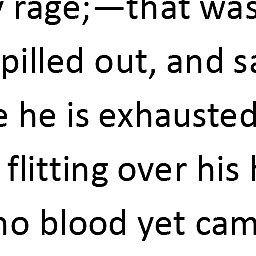 rage;—that was
pilled out, and sa
he is exhausted
flitting over his
no blood yet cam